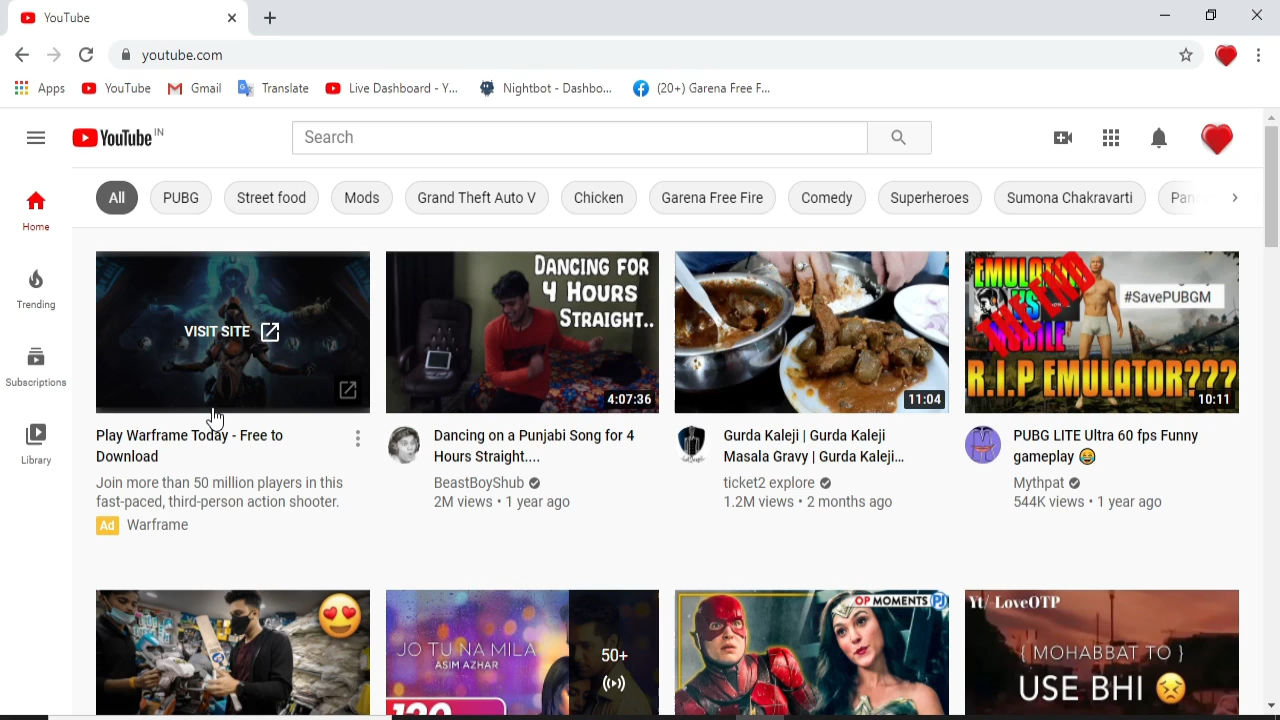 YouTube
youtube.com
Apps YouTube Gmail Translate Live Dashboard - Y... Nightbot - Dashbo... (20+) Garena Free F...
YouTube IN
Search
All PUBG Street food Mods Grand Theft Auto V Chicken Garena Free Fire Comedy Superheroes Sumona Chakravarti
Home
Trending
Subscriptions
Library
VISIT SITE
Play Warframe Today - Free to
Download
Join more than 50 million players in this
fast-paced, third-person action shooter.
Ad Warframe
DANCING FOR
4 HOURS
STRAIGHT..
4:07:36
Dancing on a Punjabi Song for 4
Hours Straight....
BeastBoyShub
2M views • 1 year ago
11:04
Gurda Kaleji | Gurda Kaleji
Masala Gravy | Gurda Kaleji...
ticket2 explore
1.2M views • 2 months ago
EMULATOR
VS
MOBILE
THE END
#SavePUBGM
R.I.P EMULATOR???
10:11
PUBG LITE Ultra 60 fps Funny
gameplay 😂
Mythpat
544K views • 1 year ago
JO TU NA MILA
ASIM AZHAR
50+
OP MOMENTS PJ
Yt/ LoveOTP
{ MOHABBAT TO }
USE BHI 😣